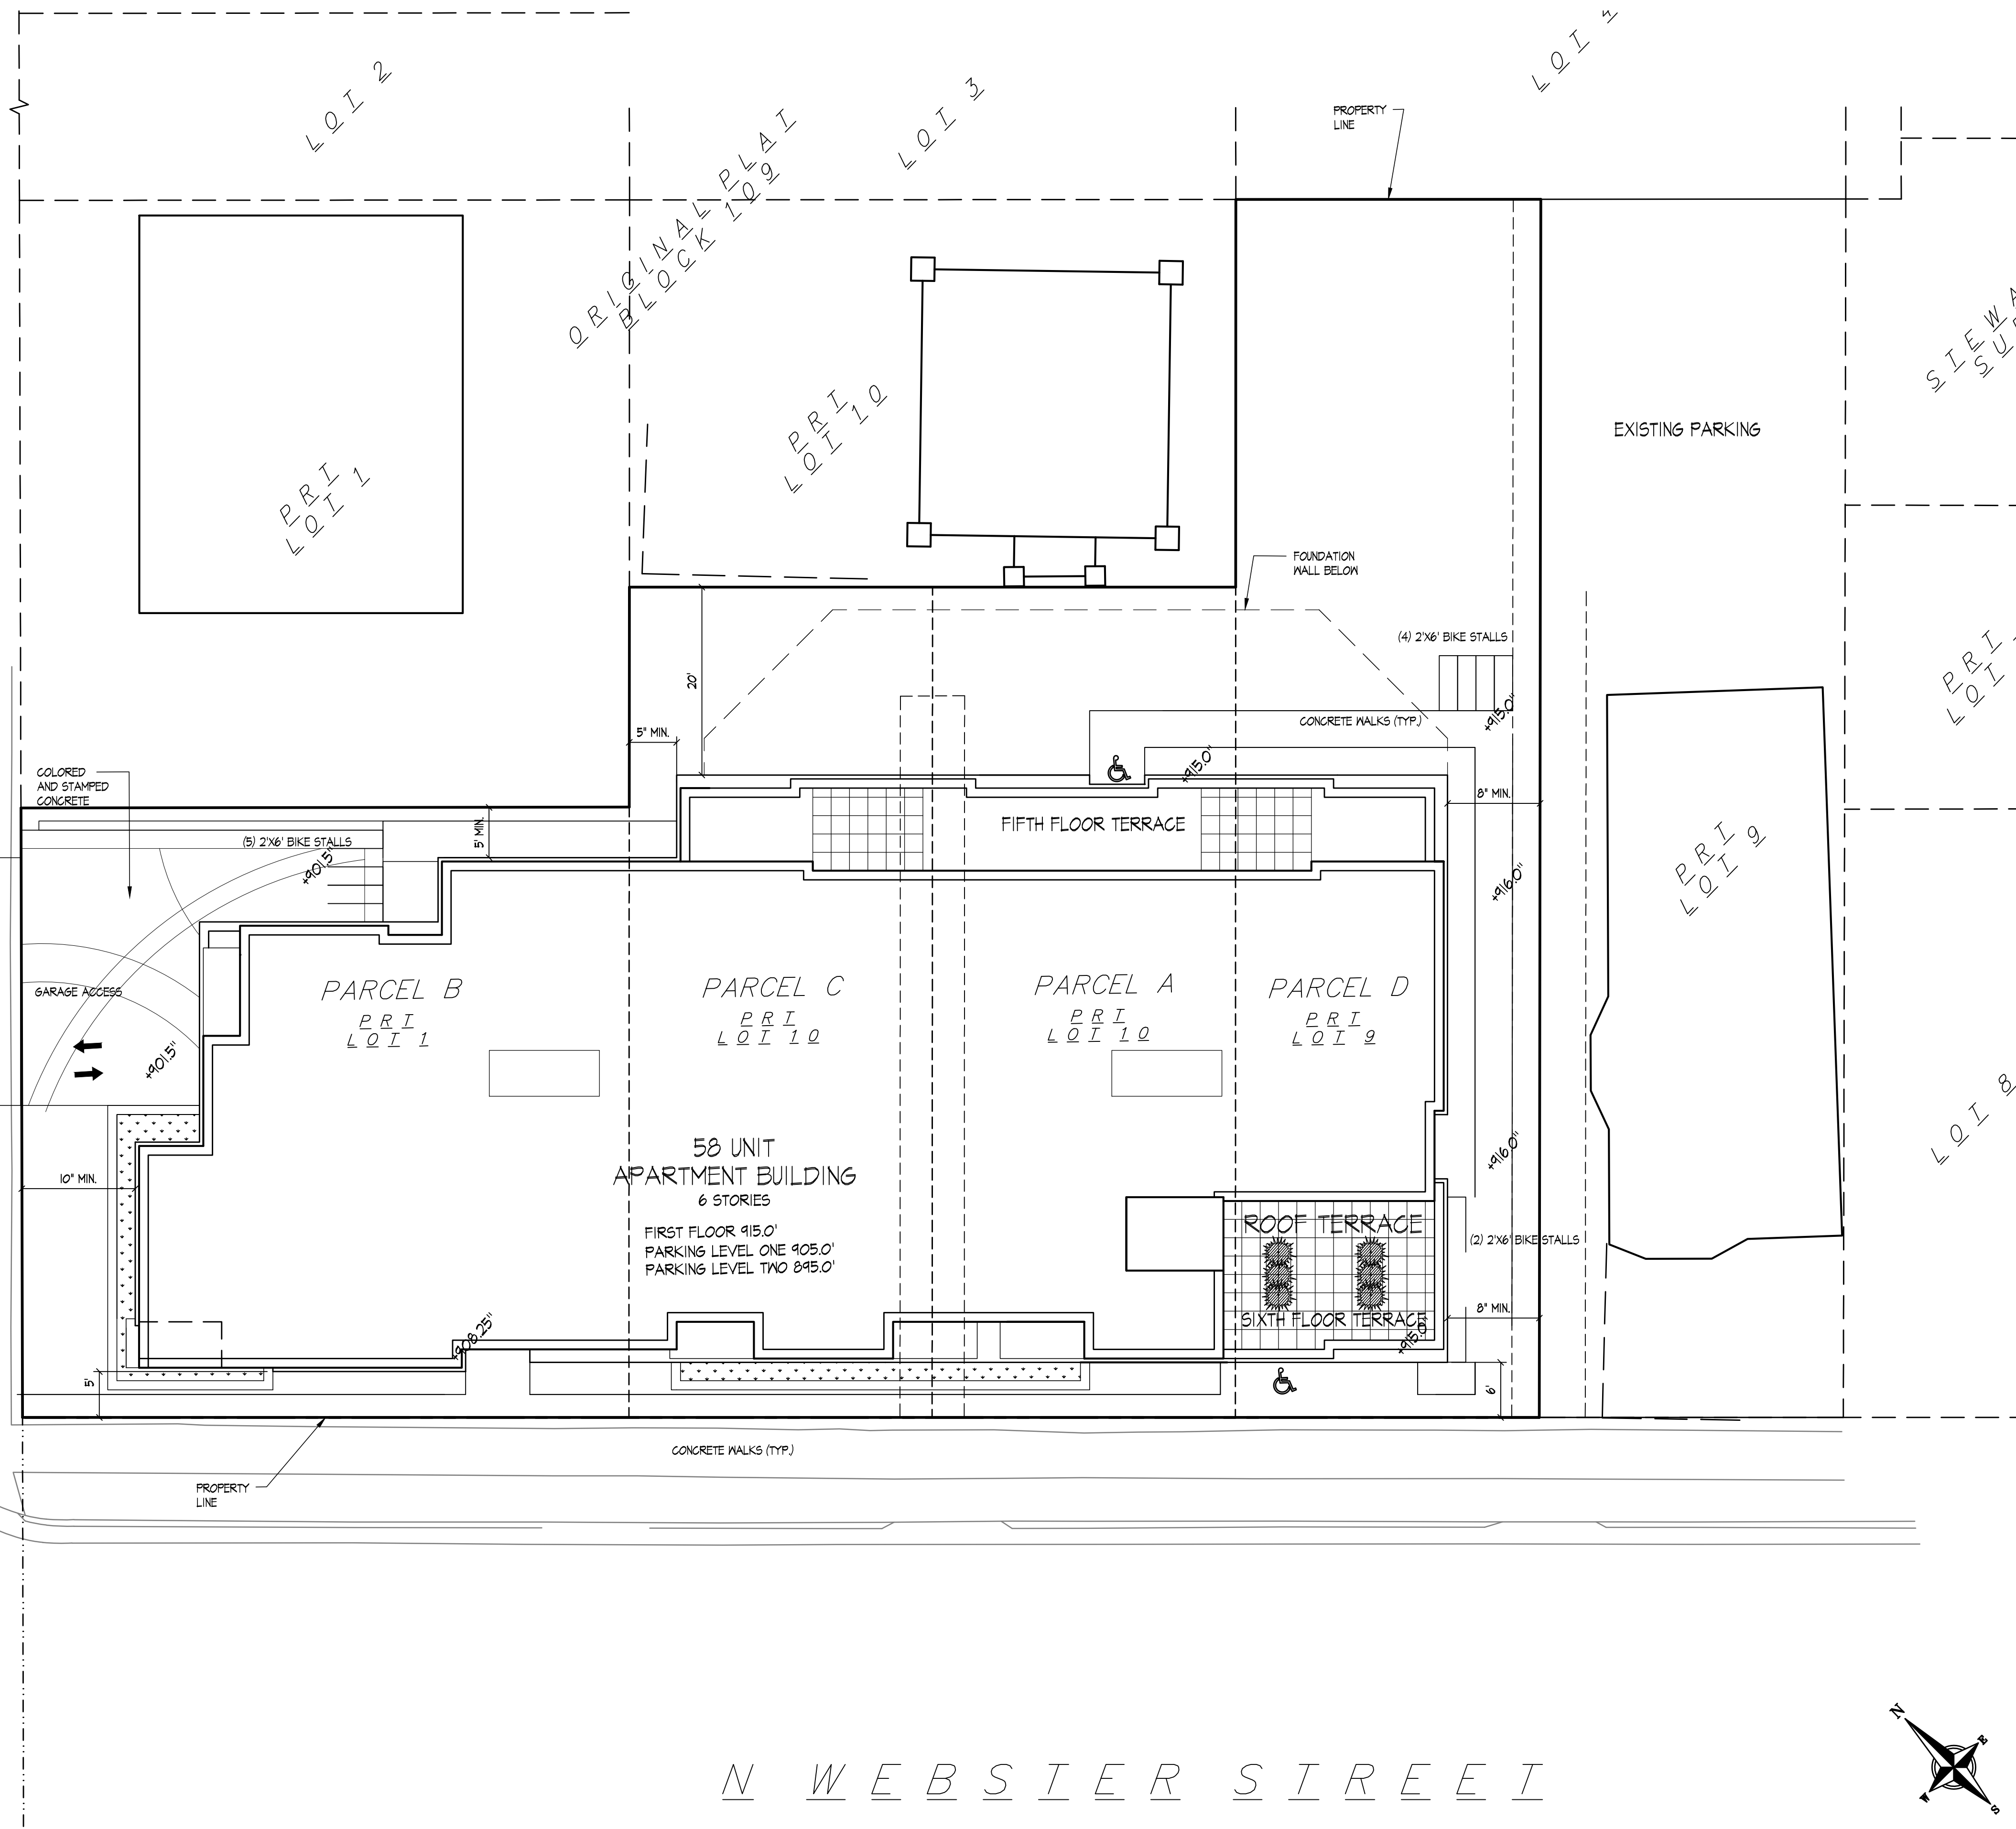 LOT 2
LOT 3
LOT 4
PROPERTY
LINE
ORIGINAL PLAT
BLOCK 109
PRT
LOT 1
PRT
LOT 10
EXISTING PARKING
FOUNDATION
WALL BELOW
(4) 2'X6' BIKE STALLS
20'
+915.0"
CONCRETE WALKS (TYP.)
5" MIN.
+915.0"
COLORED
AND STAMPED
CONCRETE
8" MIN.
(5) 2'X6' BIKE STALLS
5' MIN.
FIFTH FLOOR TERRACE
+901.5"
+916.0"
PRT
LOT 9
PRT
LOT
GARAGE ACCESS
PARCEL B
PRT
LOT 1
PARCEL C
PRT
LOT 10
PARCEL A
PRT
LOT 10
PARCEL D
PRT
LOT 9
+901.5"
LOT 8
58 UNIT
APARTMENT BUILDING
6 STORIES
+916.0"
10" MIN.
FIRST FLOOR 915.0'
PARKING LEVEL ONE 905.0'
PARKING LEVEL TWO 895.0'
ROOF TERRACE
(2) 2'X6' BIKE STALLS
8" MIN.
SIXTH FLOOR TERRACE
+915.0"
+908.25"
5'
6'
CONCRETE WALKS (TYP.)
PROPERTY
LINE
N WEBSTER STREET
N
E
W
S